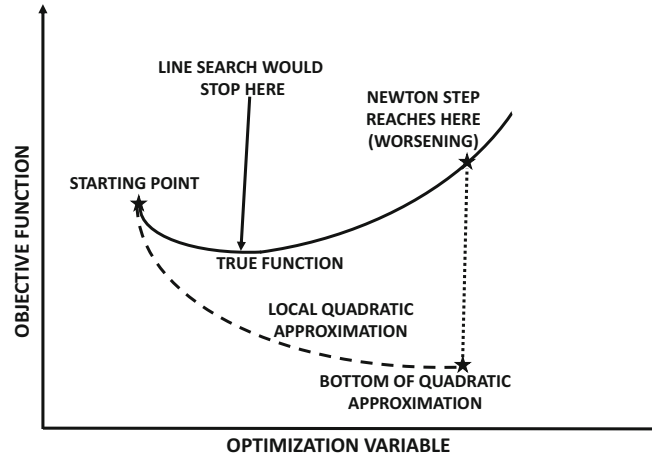 LINE SEARCH WOULD
STOP HERE
NEWTON STEP
REACHES HERE
(WORSENING)
STARTING POINT
TRUE FUNCTION
LOCAL QUADRATIC
APPROXIMATION
BOTTOM OF QUADRATIC
APPROXIMATION
OBJECTIVE FUNCTION
OPTIMIZATION VARIABLE